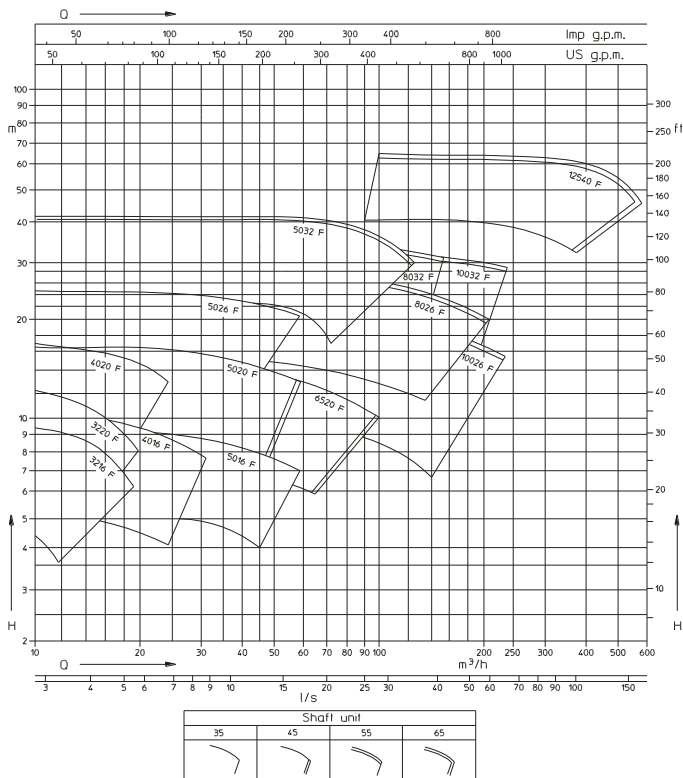 Q
50 100 150 200 300 400 800 Imp g.p.m.
50 100 150 200 300 400 800 1000 US g.p.m.
m
100
90
80
70
60
50
40
30
20
10
9
8
7
6
5
4
3
2
H
ft
300
250
200
180
160
140
120
100
80
60
50
40
30
20
10
H
12540 F
5032 F
8032 F
10032 F
5026 F
8026 F
10026 F
4020 F
5020 F
6520 F
3220 F
4016 F
3216 F
5016 F
10 20 30 40 50 60 70 80 90 100 200 250 300 400 500 600
Q m³/h
3 4 5 6 7 8 9 10 15 20 25 30 40 50 60 70 80 90 100 150
l/s
Shaft unit
35 45 55 65